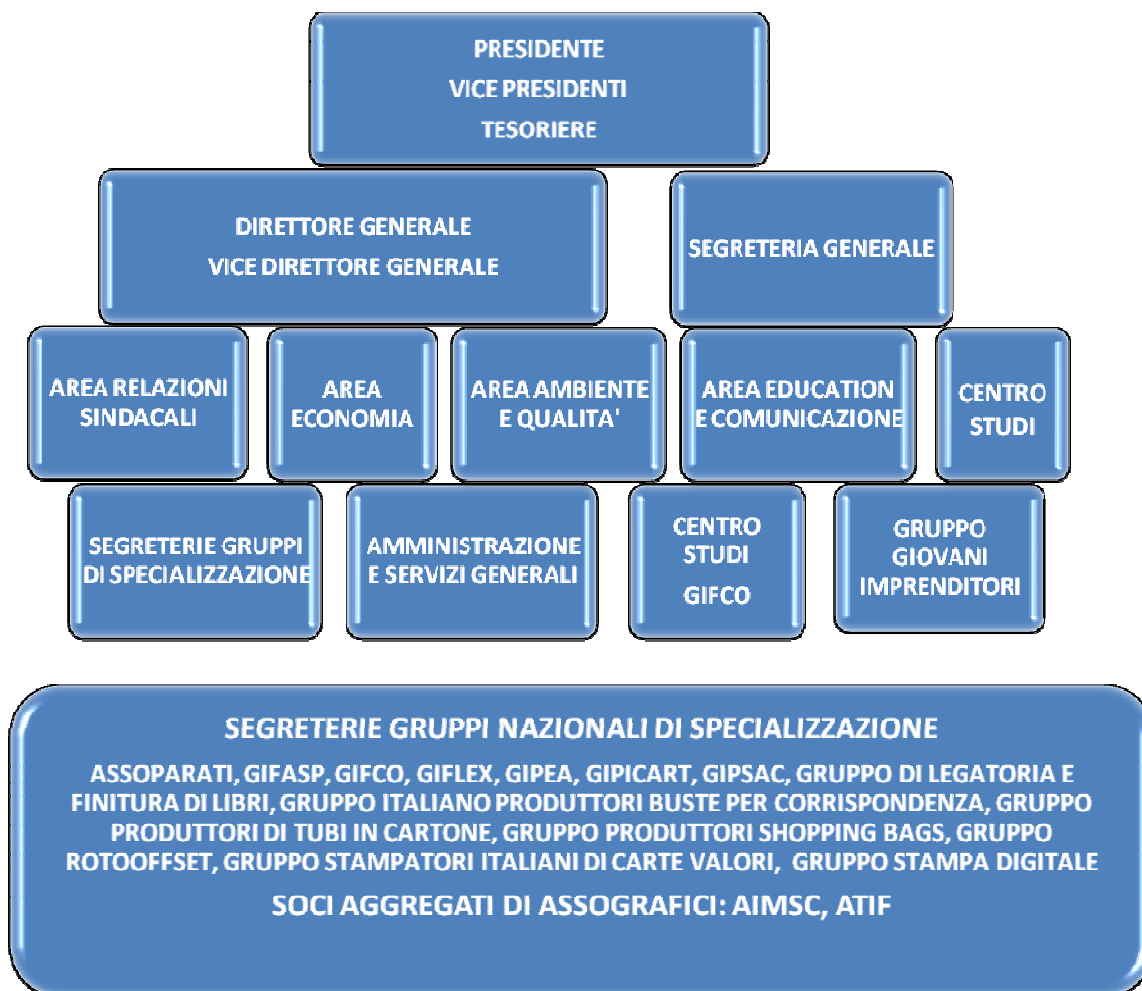 PRESIDENTE
VICE PRESIDENTI
TESORIERE
DIRETTORE GENERALE
VICE DIRETTORE GENERALE
SEGRETERIA GENERALE
AREA RELAZIONI
SINDACALI
AREA
ECONOMIA
AREA AMBIENTE
E QUALITA'
AREA EDUCATION
E COMUNICAZIONE
CENTRO
STUDI
SEGRETERIE GRUPPI
DI SPECIALIZZAZIONE
AMMINISTRAZIONE
E SERVIZI GENERALI
CENTRO
STUDI
GIFCO
GRUPPO
GIOVANI
IMPRENDITORI
SEGRETERIE GRUPPI NAZIONALI DI SPECIALIZZAZIONE
ASSOPARATI, GIFASP, GIFCO, GIFLEX, GIPEA, GIPICART, GIPSAC, GRUPPO DI LEGATORIA E
FINITURA DI LIBRI, GRUPPO ITALIANO PRODUTTORI BUSTE PER CORRISPONDENZA, GRUPPO
PRODUTTORI DI TUBI IN CARTONE, GRUPPO PRODUTTORI SHOPPING BAGS, GRUPPO
ROTOOFFSET, GRUPPO STAMPATORI ITALIANI DI CARTE VALORI, GRUPPO STAMPA DIGITALE
SOCI AGGREGATI DI ASSOGRAFICI: AIMSC, ATIF